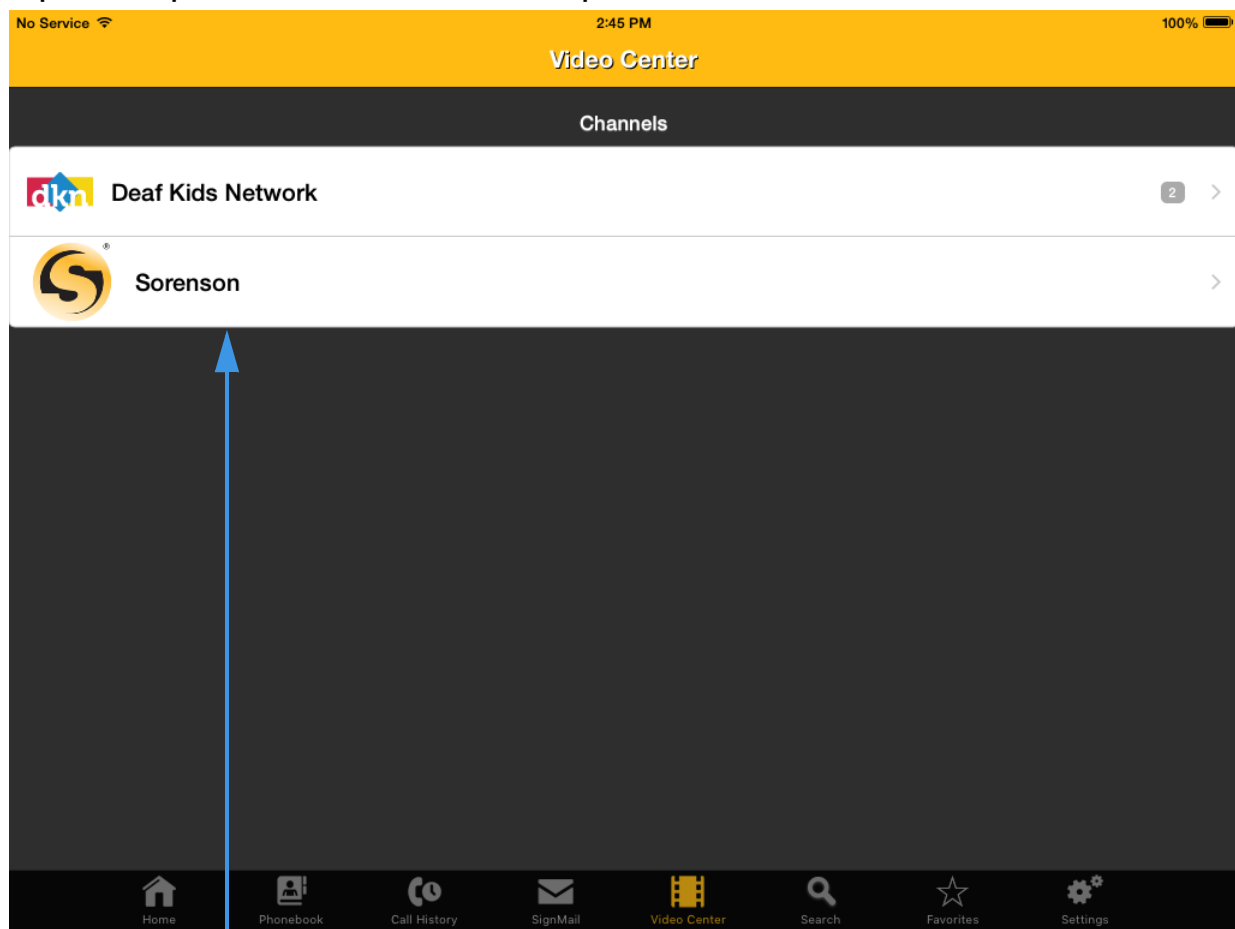 No Service 2:45 PM 100%
Video Center
Channels
dkn Deaf Kids Network 2
S ® Sorenson
Home Phonebook Call History SignMail Video Center Search Favorites Settings